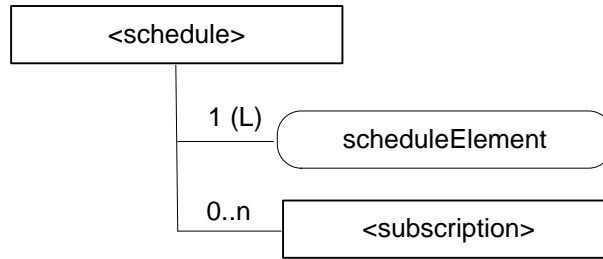 <schedule>
1 (L)
scheduleElement
0..n
<subscription>